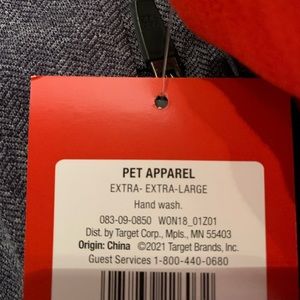 PET APPAREL
EXTRA- EXTRA-LARGE
Hand wash.
083-09-0850 WON18_01Z01
Dist. by Target Corp., Mpls., MN 55403
Origin: China ©2021 Target Brands, Inc.
Guest Services 1-800-440-0680